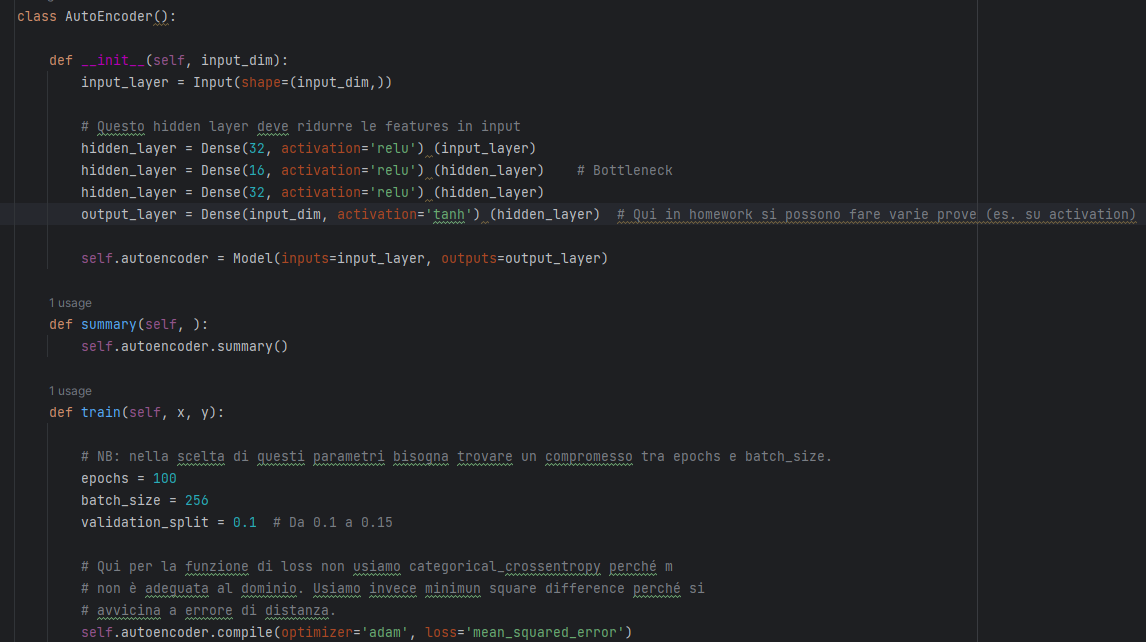 class AutoEncoder():
def __init__(self, input_dim):
input_layer = Input(shape=(input_dim,))
# Questo hidden layer deve ridurre le features in input
hidden_layer = Dense(32, activation='relu') (input_layer)
hidden_layer = Dense(16, activation='relu') (hidden_layer)    # Bottleneck
hidden_layer = Dense(32, activation='relu') (hidden_layer)
output_layer = Dense(input_dim, activation='tanh') (hidden_layer)  # Qui in homework si possono fare varie prove (es. su activation)
self.autoencoder = Model(inputs=input_layer, outputs=output_layer)
1 usage
def summary(self, ):
self.autoencoder.summary()
1 usage
def train(self, x, y):
# NB: nella scelta di questi parametri bisogna trovare un compromesso tra epochs e batch_size.
epochs = 100
batch_size = 256
validation_split = 0.1  # Da 0.1 a 0.15
# Qui per la funzione di loss non usiamo categorical_crossentropy perché m
# non è adeguata al dominio. Usiamo invece minimun square difference perché si
# avvicina a errore di distanza.
self.autoencoder.compile(optimizer='adam', loss='mean_squared_error')